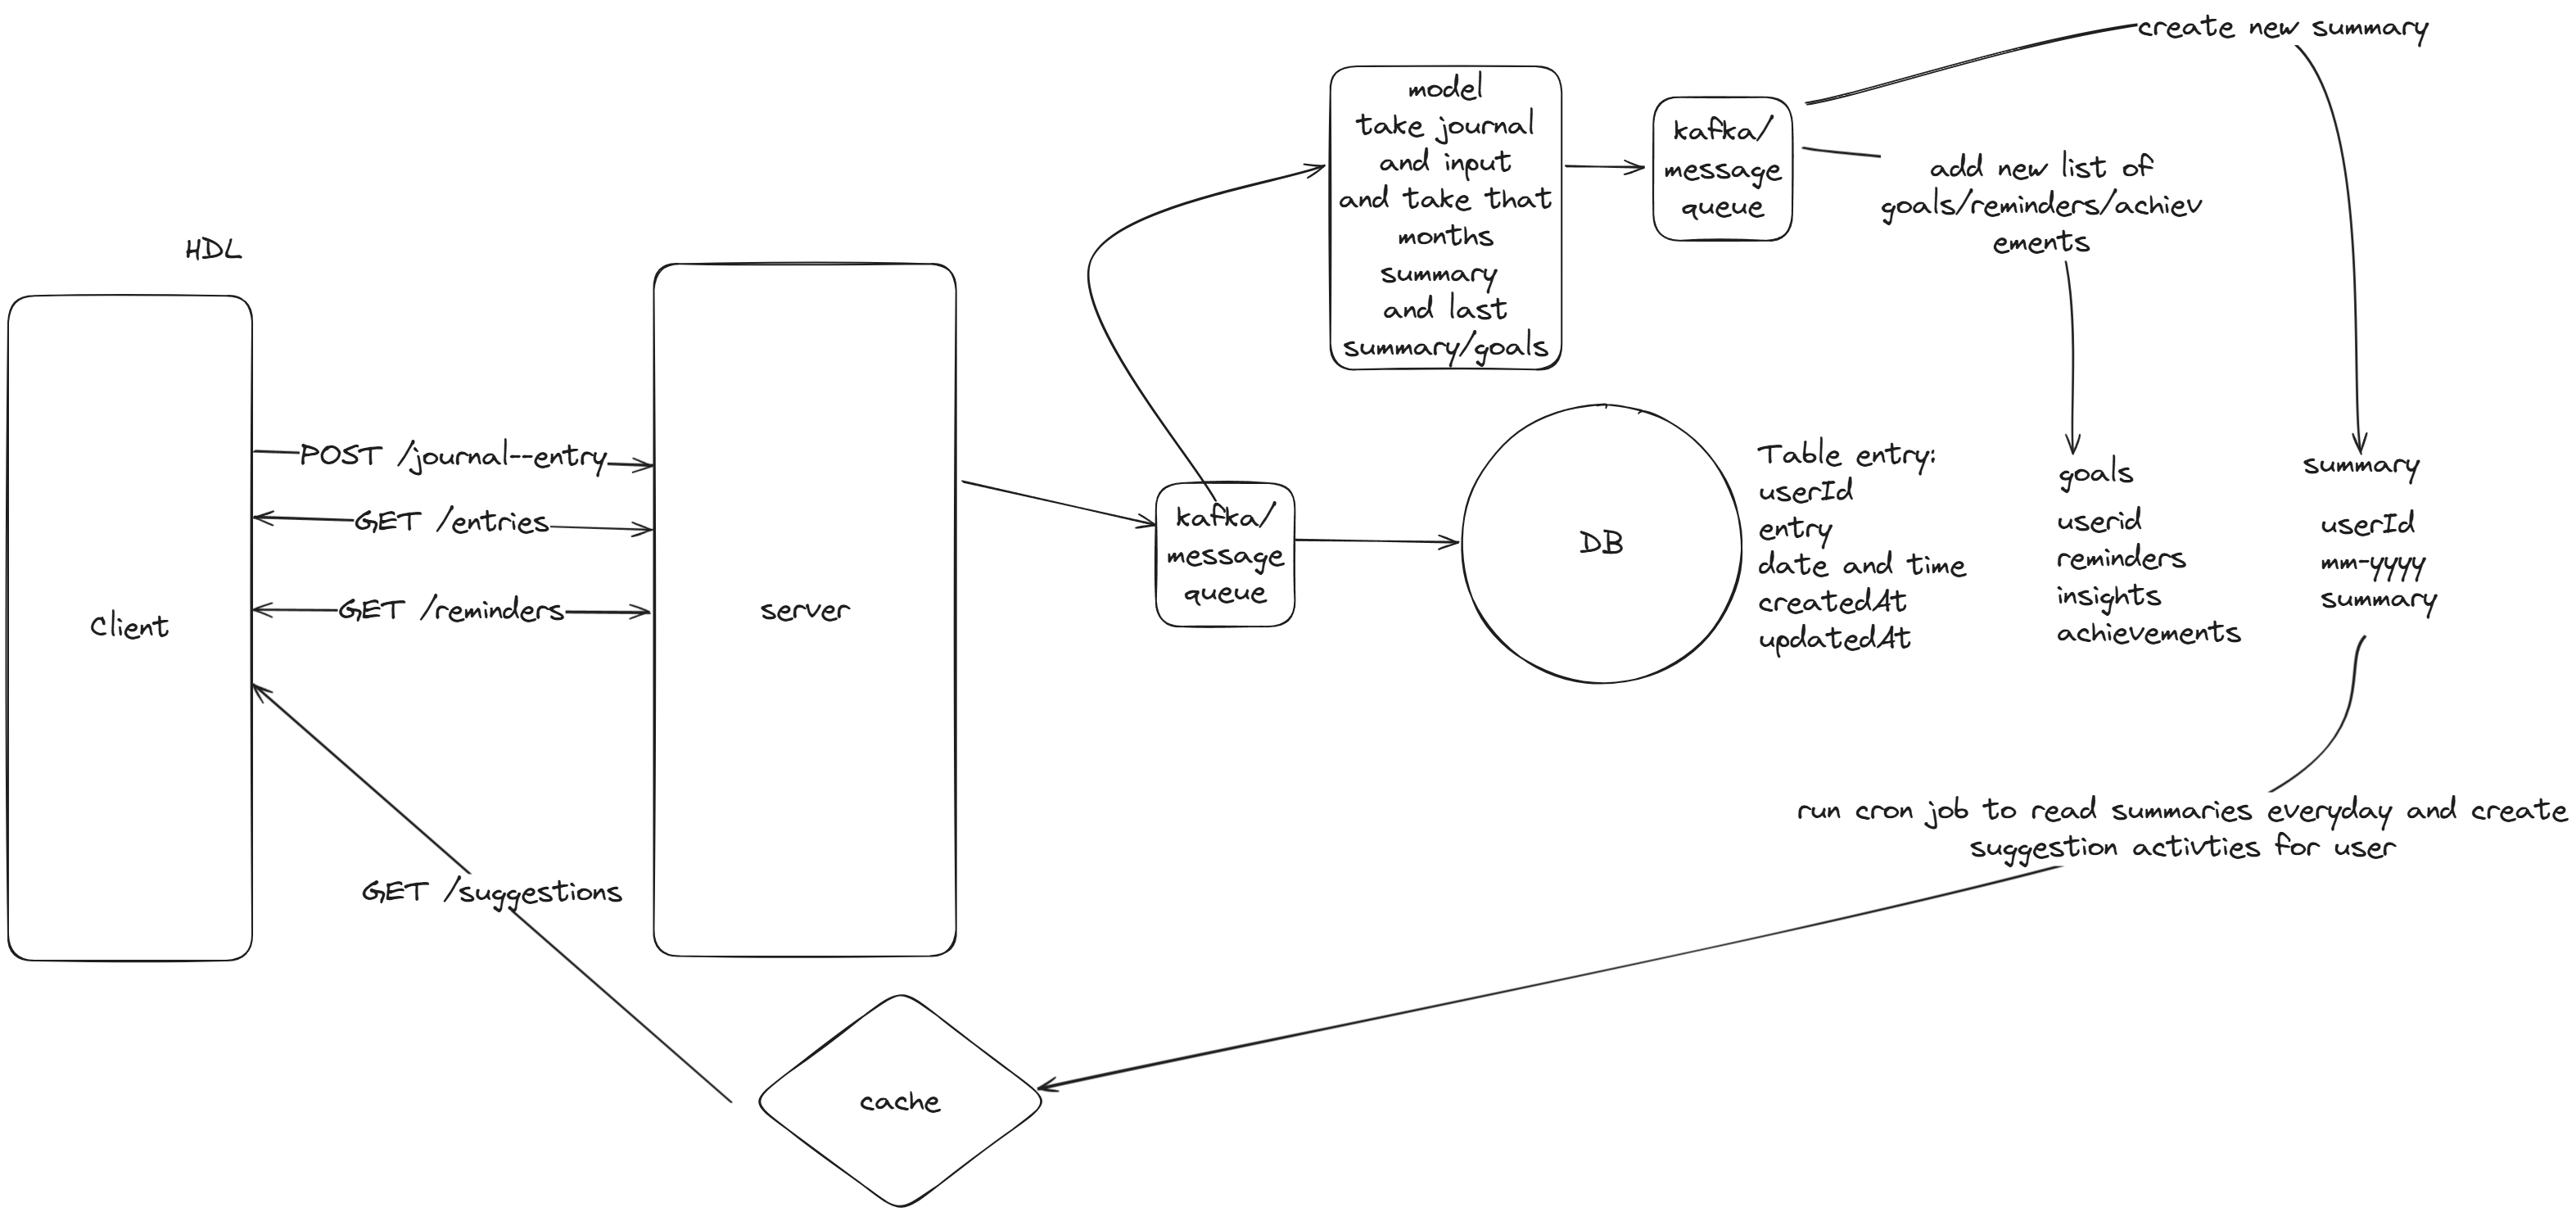 create new summary
model
take journal
and input
and take that
months
summary
and last
summary/goals
kafka/
message
queue
add new list of
goals/reminders/achiev
ements
HDL
Client
POST /journal--entry
GET /entries
GET /reminders
server
kafka/
message
queue
DB
Table entry:
userId
entry
date and time
createdAt
updatedAt
goals
userid
reminders
insights
achievements
summary
userId
mm-yyyy
summary
run cron job to read summaries everyday and create
suggestion activties for user
GET /suggestions
cache